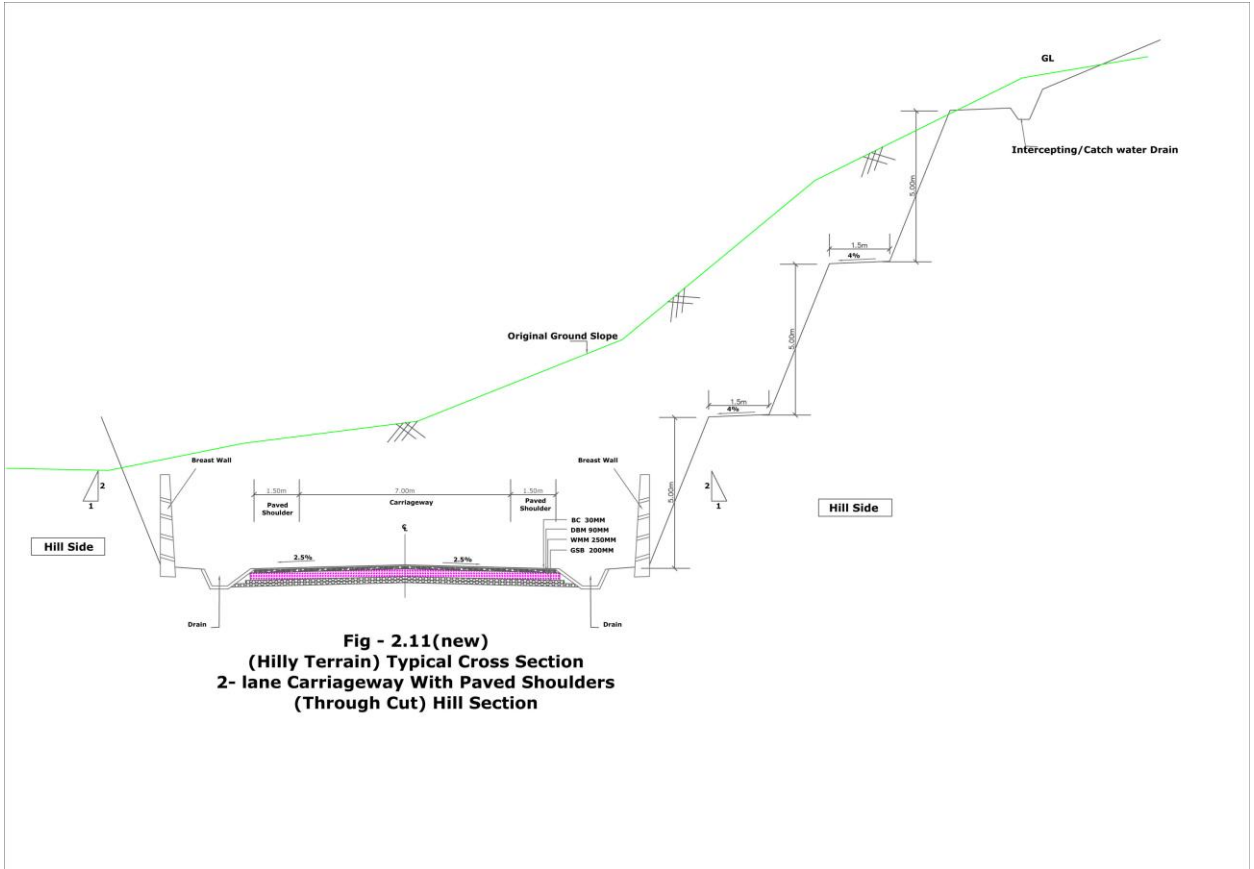 GL
Intercepting/Catch water Drain
5.00m
1.5m
4%
Original Ground Slope
5.00m
1.5m
4%
Breast Wall
Breast Wall
2
1
2
1
5.00m
1.50m
7.00m
1.50m
Paved
Shoulder
Carriageway
Paved
Shoulder
Hill Side
Hill Side
BC 30MM
DBM 90MM
WMM 250MM
GSB 200MM
℄
2.5%
2.5%
Drain
Drain
Fig - 2.11(new)
(Hilly Terrain) Typical Cross Section
2- lane Carriageway With Paved Shoulders
(Through Cut) Hill Section